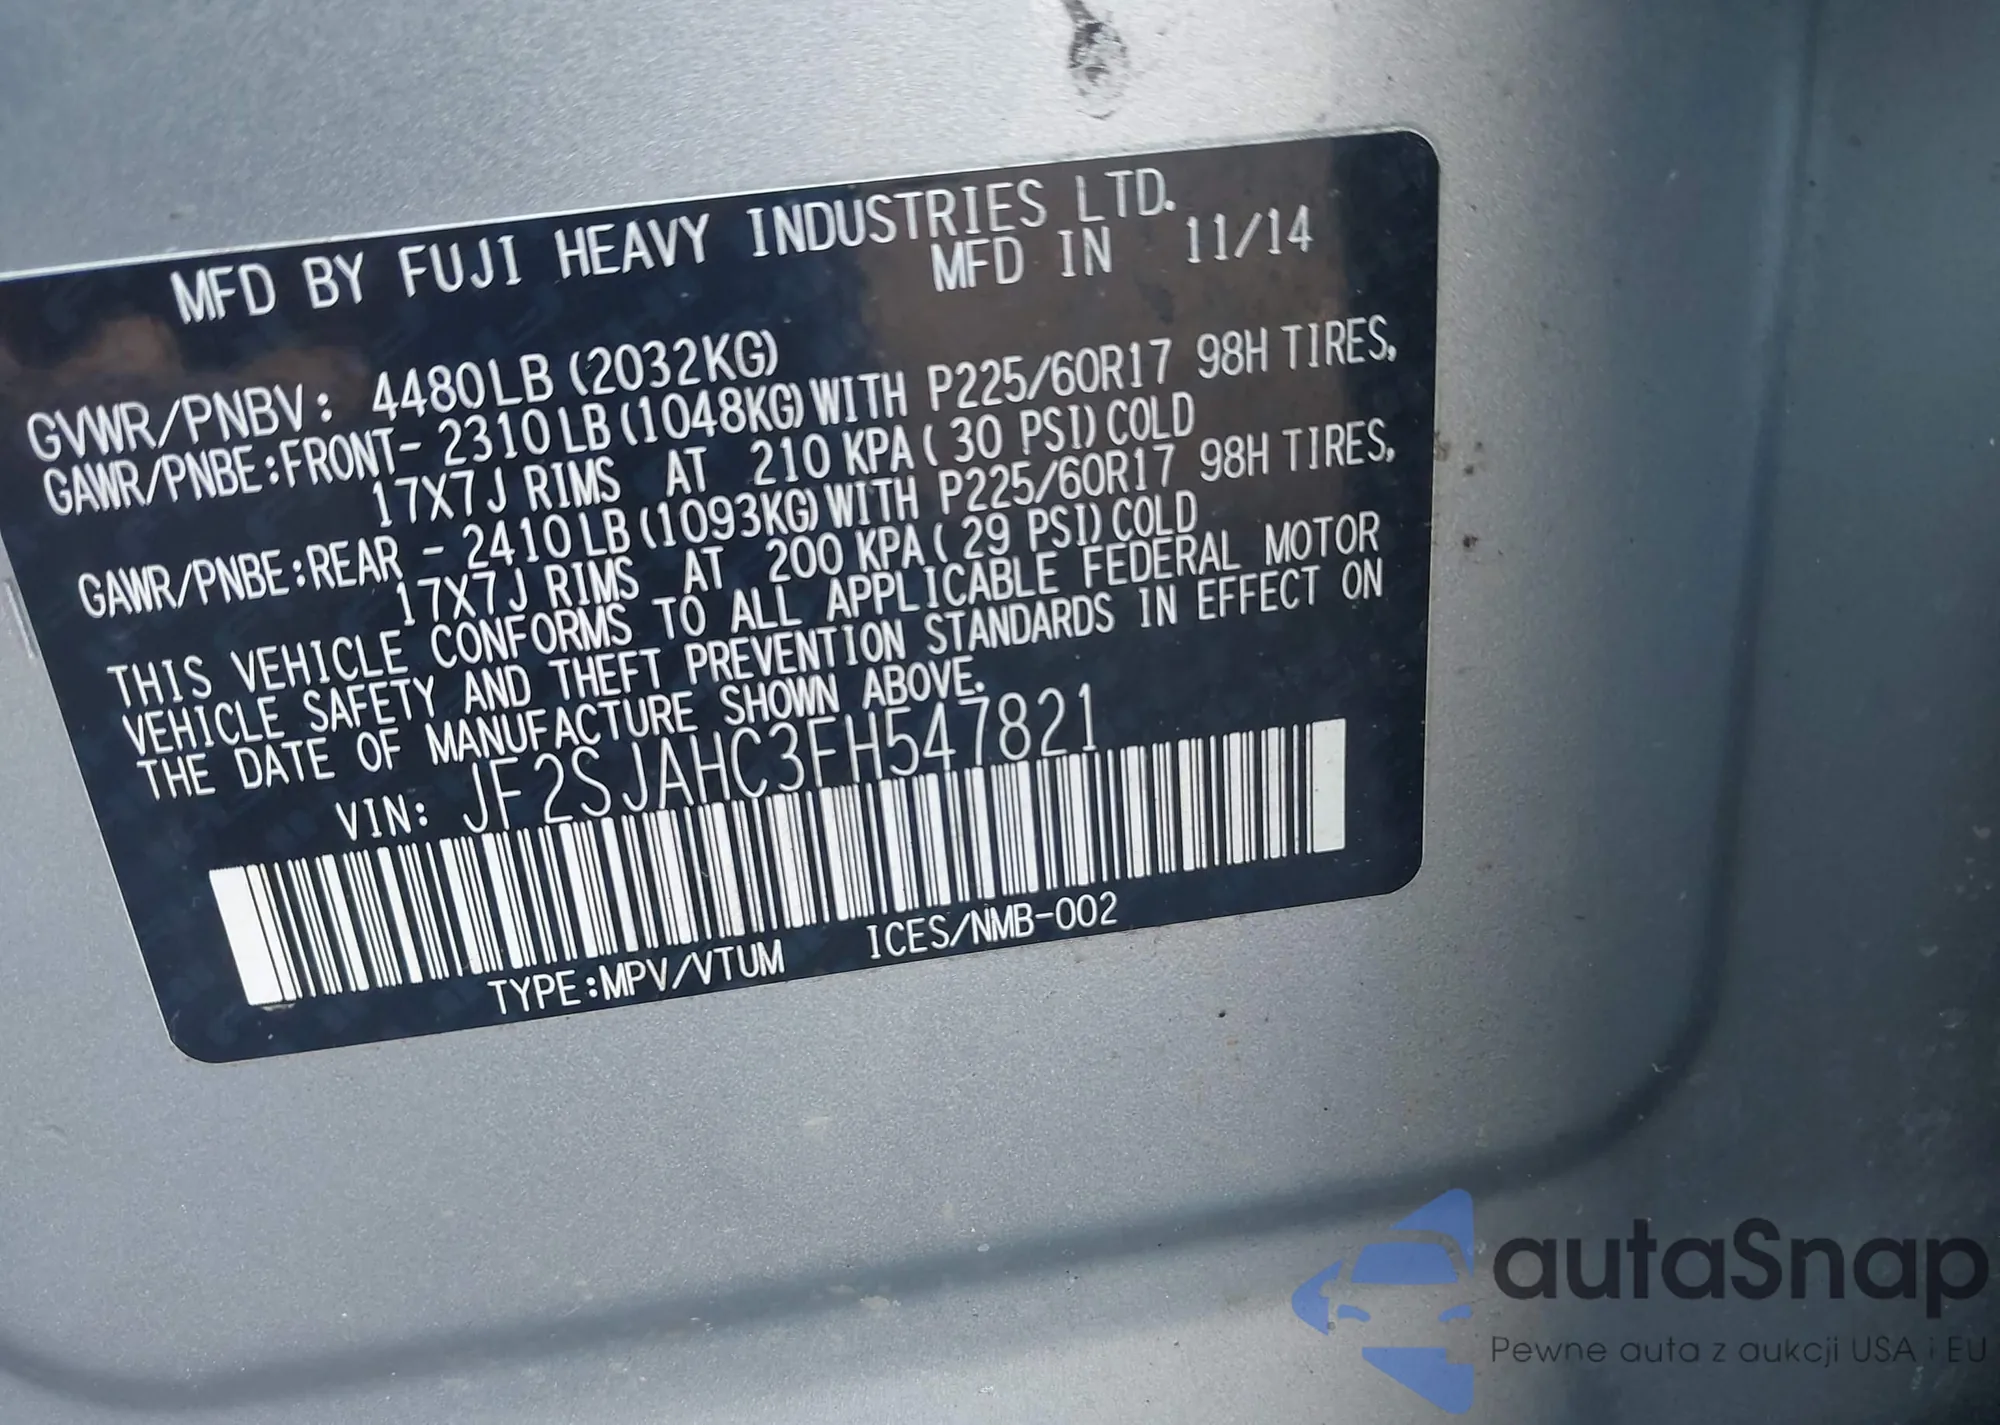 MFD BY FUJI HEAVY INDUSTRIES LTD.
MFD IN 11/14
GVWR/PNBV: 4480LB (2032KG)
GAWR/PNBE:FRONT- 2310LB(1048KG)WITH P225/60R17 98H TIRES,
17X7J RIMS AT 210 KPA( 30 PSI)COLD
GAWR/PNBE:REAR - 2410LB(1093KG)WITH P225/60R17 98H TIRES,
17X7J RIMS AT 200 KPA( 29 PSI)COLD
THIS VEHICLE CONFORMS TO ALL APPLICABLE FEDERAL MOTOR
VEHICLE SAFETY AND THEFT PREVENTION STANDARDS IN EFFECT ON
THE DATE OF MANUFACTURE SHOWN ABOVE.
VIN: JF2SJAHC3FH547821
TYPE:MPV/VTUM ICES/NMB-002
autaSnap
Pewne auta z aukcji USA i EU